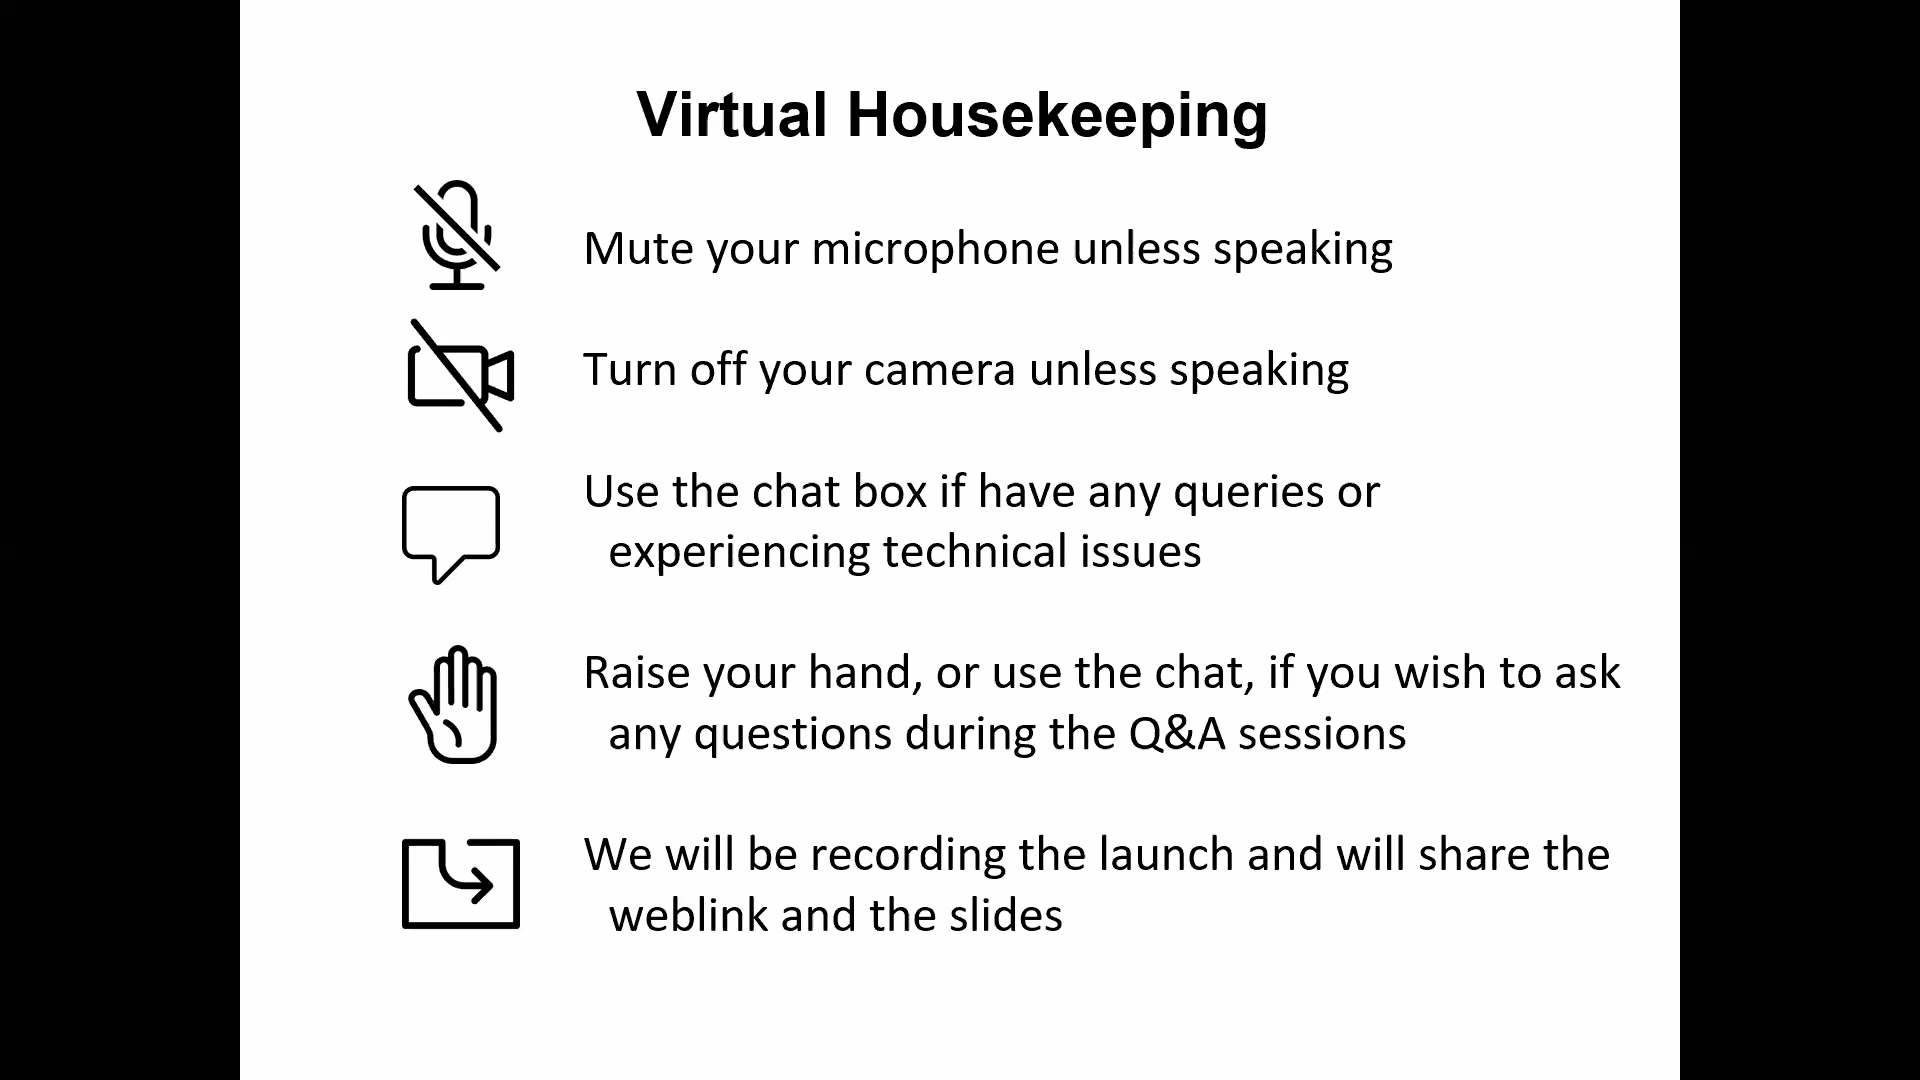 Virtual Housekeeping
Mute your microphone unless speaking
Turn off your camera unless speaking
Use the chat box if have any queries or
experiencing technical issues
Raise your hand, or use the chat, if you wish to ask
any questions during the Q&A sessions
We will be recording the launch and will share the
weblink and the slides